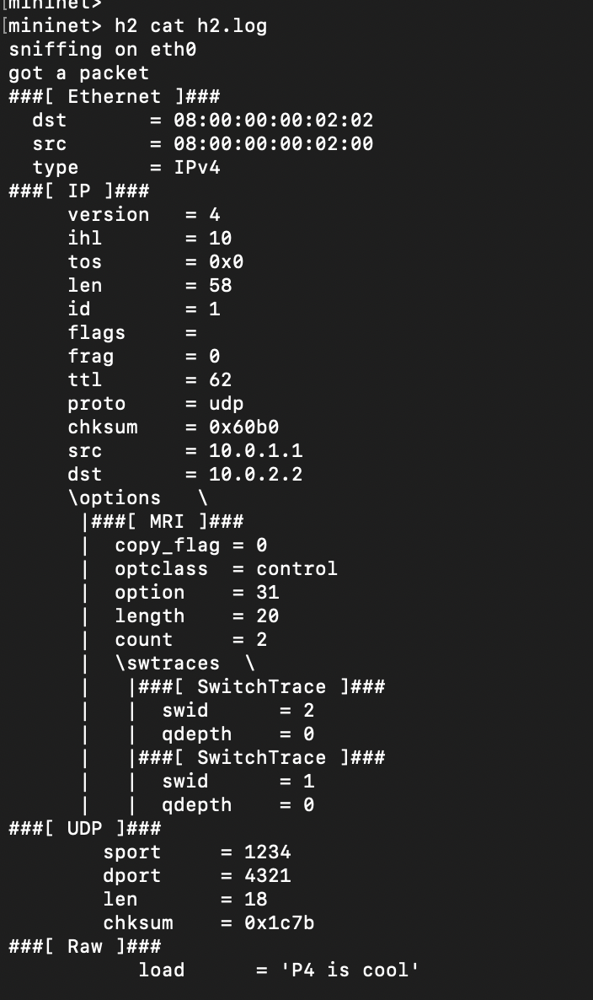 [mininet>
[mininet> h2 cat h2.log
sniffing on eth0
got a packet
###[ Ethernet ]###
  dst       = 08:00:00:00:02:02
  src       = 08:00:00:00:02:00
  type      = IPv4
###[ IP ]###
     version   = 4
     ihl       = 10
     tos       = 0x0
     len       = 58
     id        = 1
     flags     =
     frag      = 0
     ttl       = 62
     proto     = udp
     chksum    = 0x60b0
     src       = 10.0.1.1
     dst       = 10.0.2.2
     \options   \
      |###[ MRI ]###
      |  copy_flag = 0
      |  optclass  = control
      |  option    = 31
      |  length    = 20
      |  count     = 2
      |  \swtraces  \
      |   |###[ SwitchTrace ]###
      |   |  swid      = 2
      |   |  qdepth    = 0
      |   |###[ SwitchTrace ]###
      |   |  swid      = 1
      |   |  qdepth    = 0
###[ UDP ]###
        sport     = 1234
        dport     = 4321
        len       = 18
        chksum    = 0x1c7b
###[ Raw ]###
           load      = 'P4 is cool'